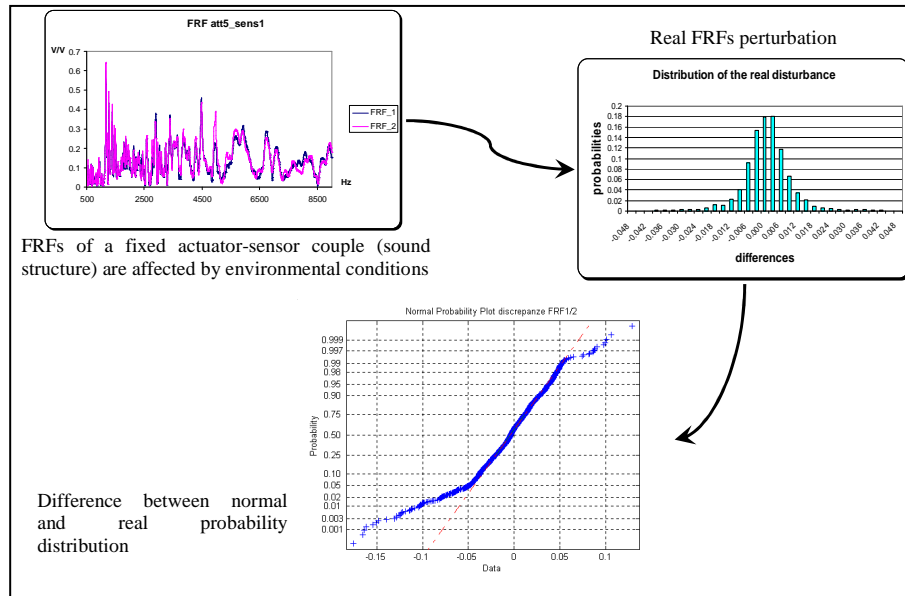 FRF att5_sens1
V/V
0.7
0.6
0.5
0.4
0.3
0.2
0.1
0
500 2500 4500 6500 8500
Hz
FRF_1
FRF_2
FRFs of a fixed actuator-sensor couple (sound
structure) are affected by environmental conditions
Real FRFs perturbation
Distribution of the real disturbance
probabilities
0.2
0.18
0.16
0.14
0.12
0.1
0.08
0.06
0.04
0.02
0
-0.048 -0.042 -0.036 -0.030 -0.024 -0.018 -0.012 -0.006 0.000 0.006 0.012 0.018 0.024 0.030 0.036 0.042 0.048
differences
Normal Probability Plot discrepanze FRF1/2
Probability
0.999
0.997
0.99
0.98
0.95
0.90
0.75
0.50
0.25
0.10
0.05
0.02
0.01
0.003
0.001
-0.15 -0.1 -0.05 0 0.05 0.1
Data
Difference between normal
and real probability
distribution